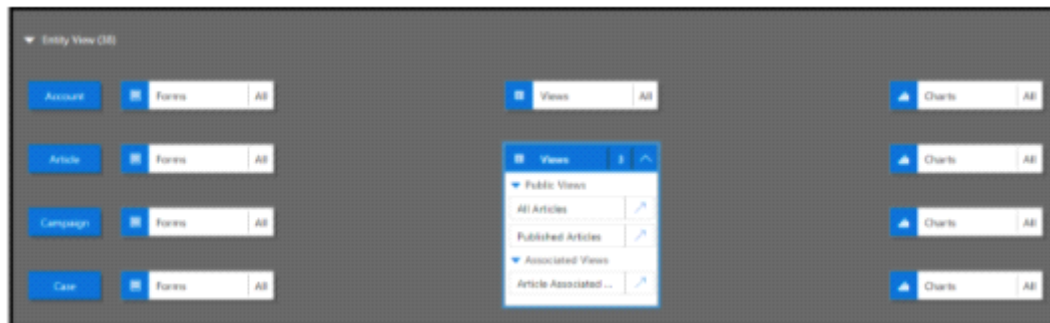 Entity View (38)
Account Forms All Views All Charts All
Article Forms All Views 3 Charts All
Public Views
All Articles
Campaign Forms All Charts All
Published Articles
Associated Views
Case Forms All Article Associated ... Charts All